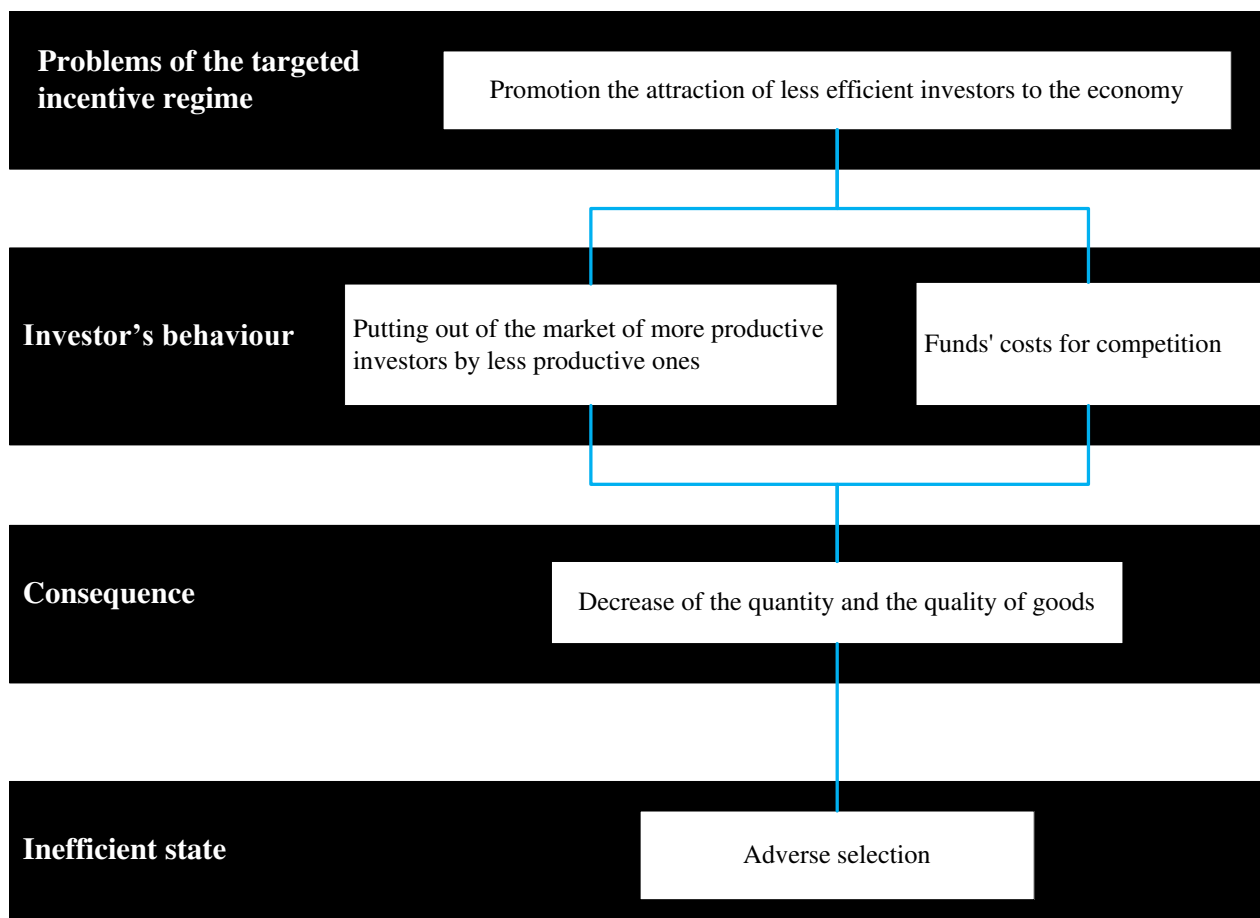 Problems of the targeted
incentive regime
Promotion the attraction of less efficient investors to the economy
Investor’s behaviour
Putting out of the market of more productive
investors by less productive ones
Funds' costs for competition
Consequence
Decrease of the quantity and the quality of goods
Inefficient state
Adverse selection